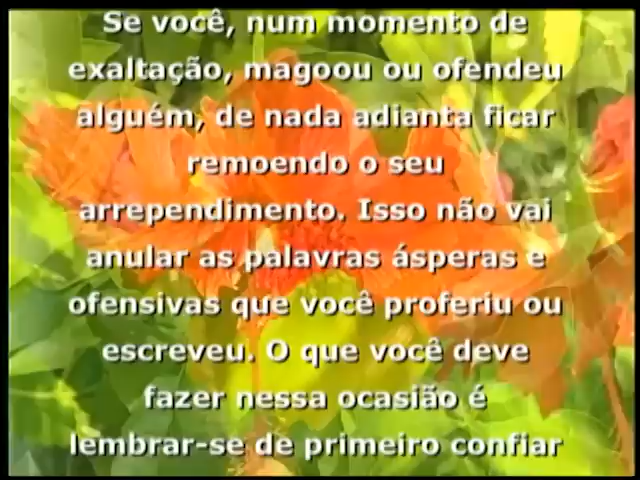 Se você, num momento de
exaltação, magoou ou ofendeu
alguém, de nada adianta ficar
remoendo o seu
arrependimento. Isso não vai
anular as palavras ásperas e
ofensivas que você proferiu ou
escreveu. O que você deve
fazer nessa ocasião é
lembrar-se de primeiro confiar